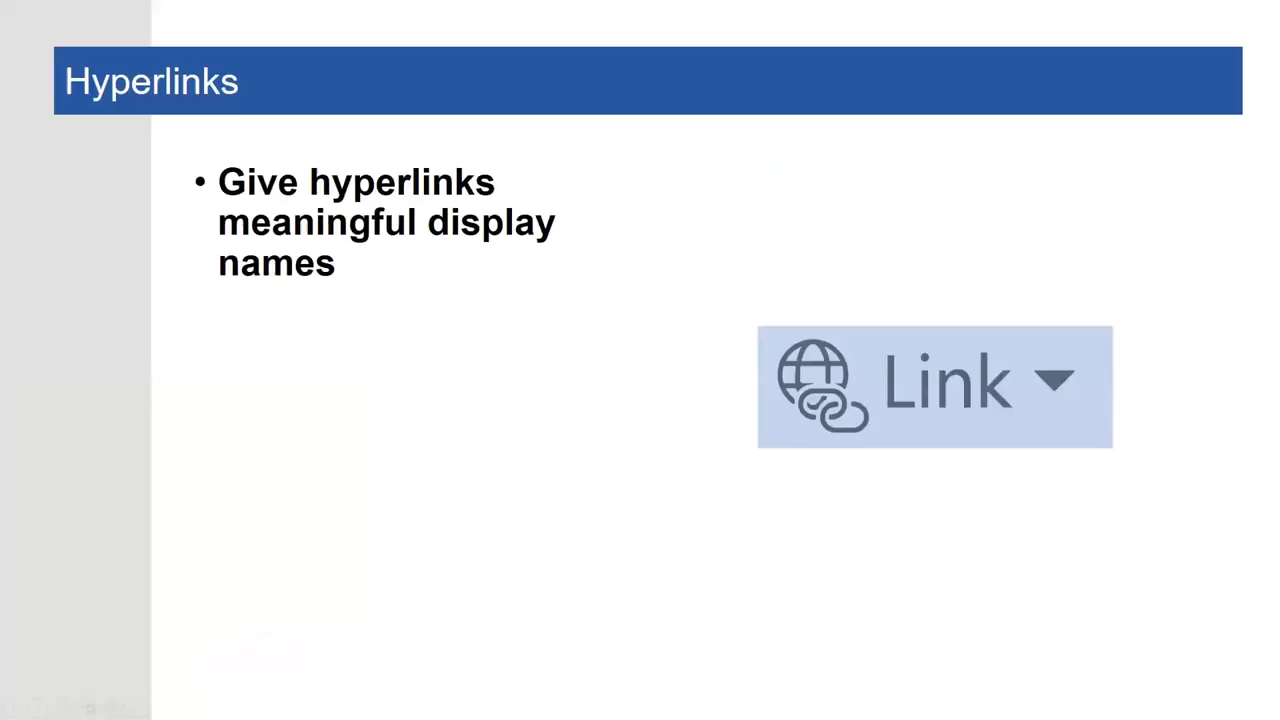 Hyperlinks
• Give hyperlinks
meaningful display
names
Link